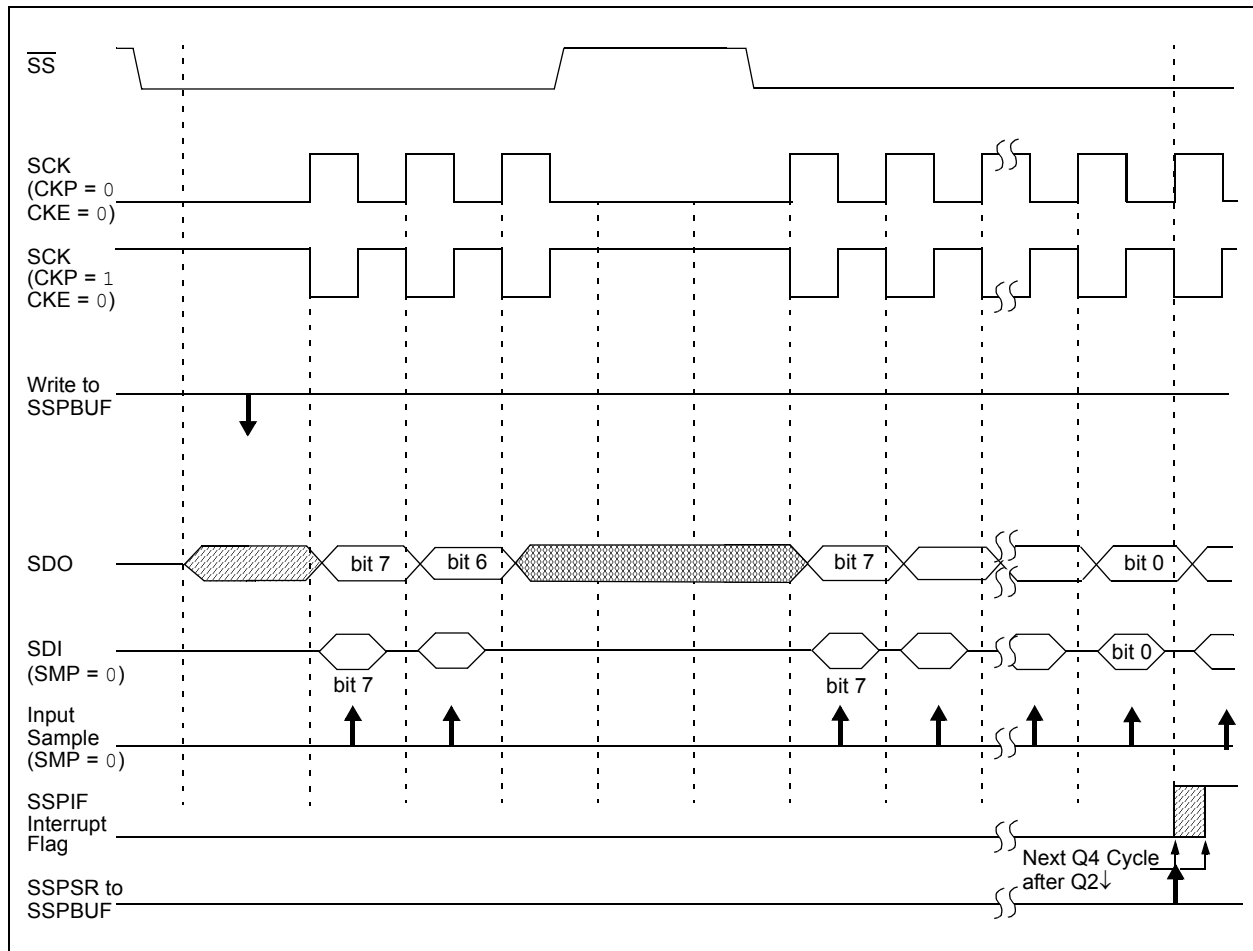 SS
SCK
(CKP = 0
CKE = 0)
SCK
(CKP = 1
CKE = 0)
Write to
SSPBUF
SDO
bit 7
bit 6
bit 7
bit 0
SDI
(SMP = 0)
bit 7
bit 7
bit 0
Input
Sample
(SMP = 0)
SSPIF
Interrupt
Flag
Next Q4 Cycle
after Q2↓
SSPSR to
SSPBUF